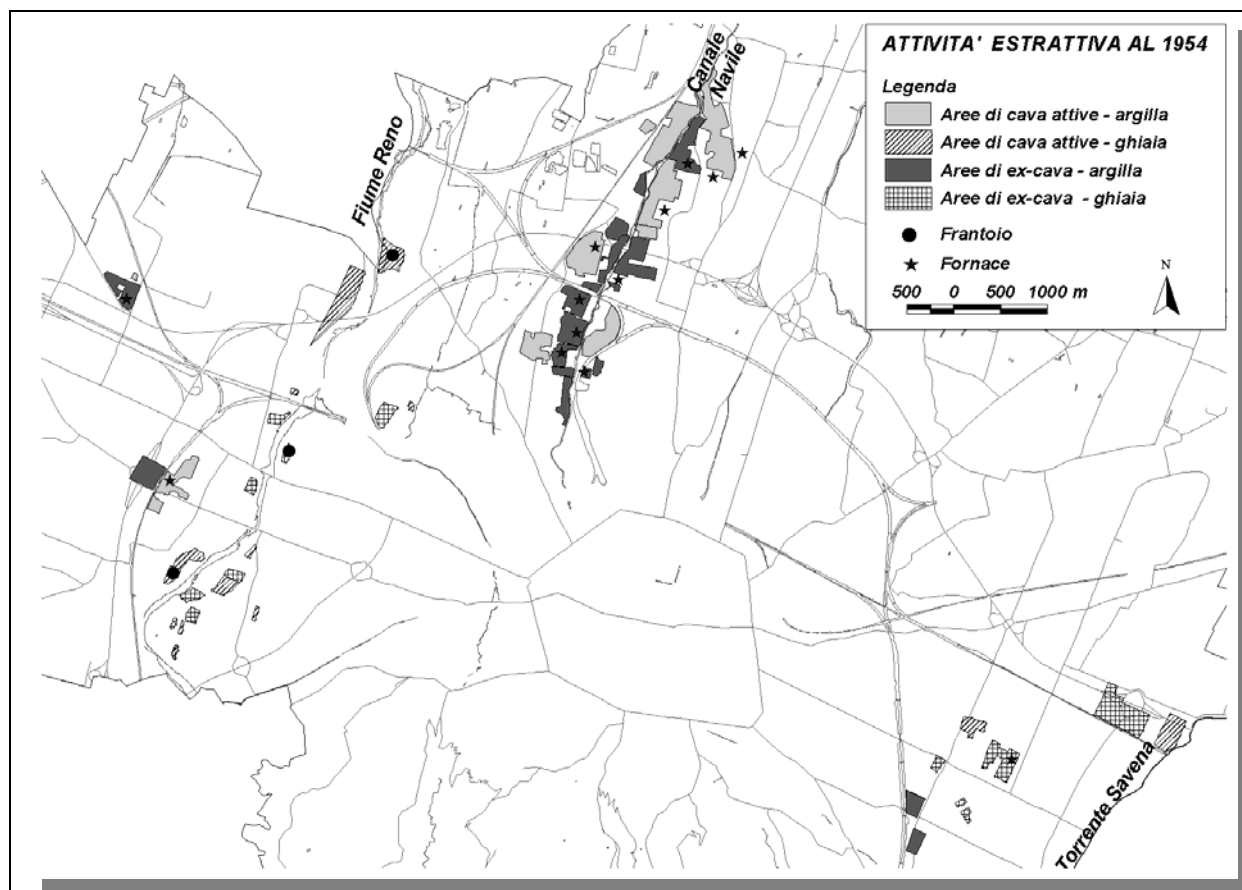 ATTIVITA' ESTRATTIVA AL 1954
Legenda
Aree di cava attive - argilla
Aree di cava attive - ghiaia
Aree di ex-cava - argilla
Aree di ex-cava - ghiaia
Frantoio
Fornace
500 0 500 1000 m
N
Canale
Navile
Fiume Reno
Torrente Savena